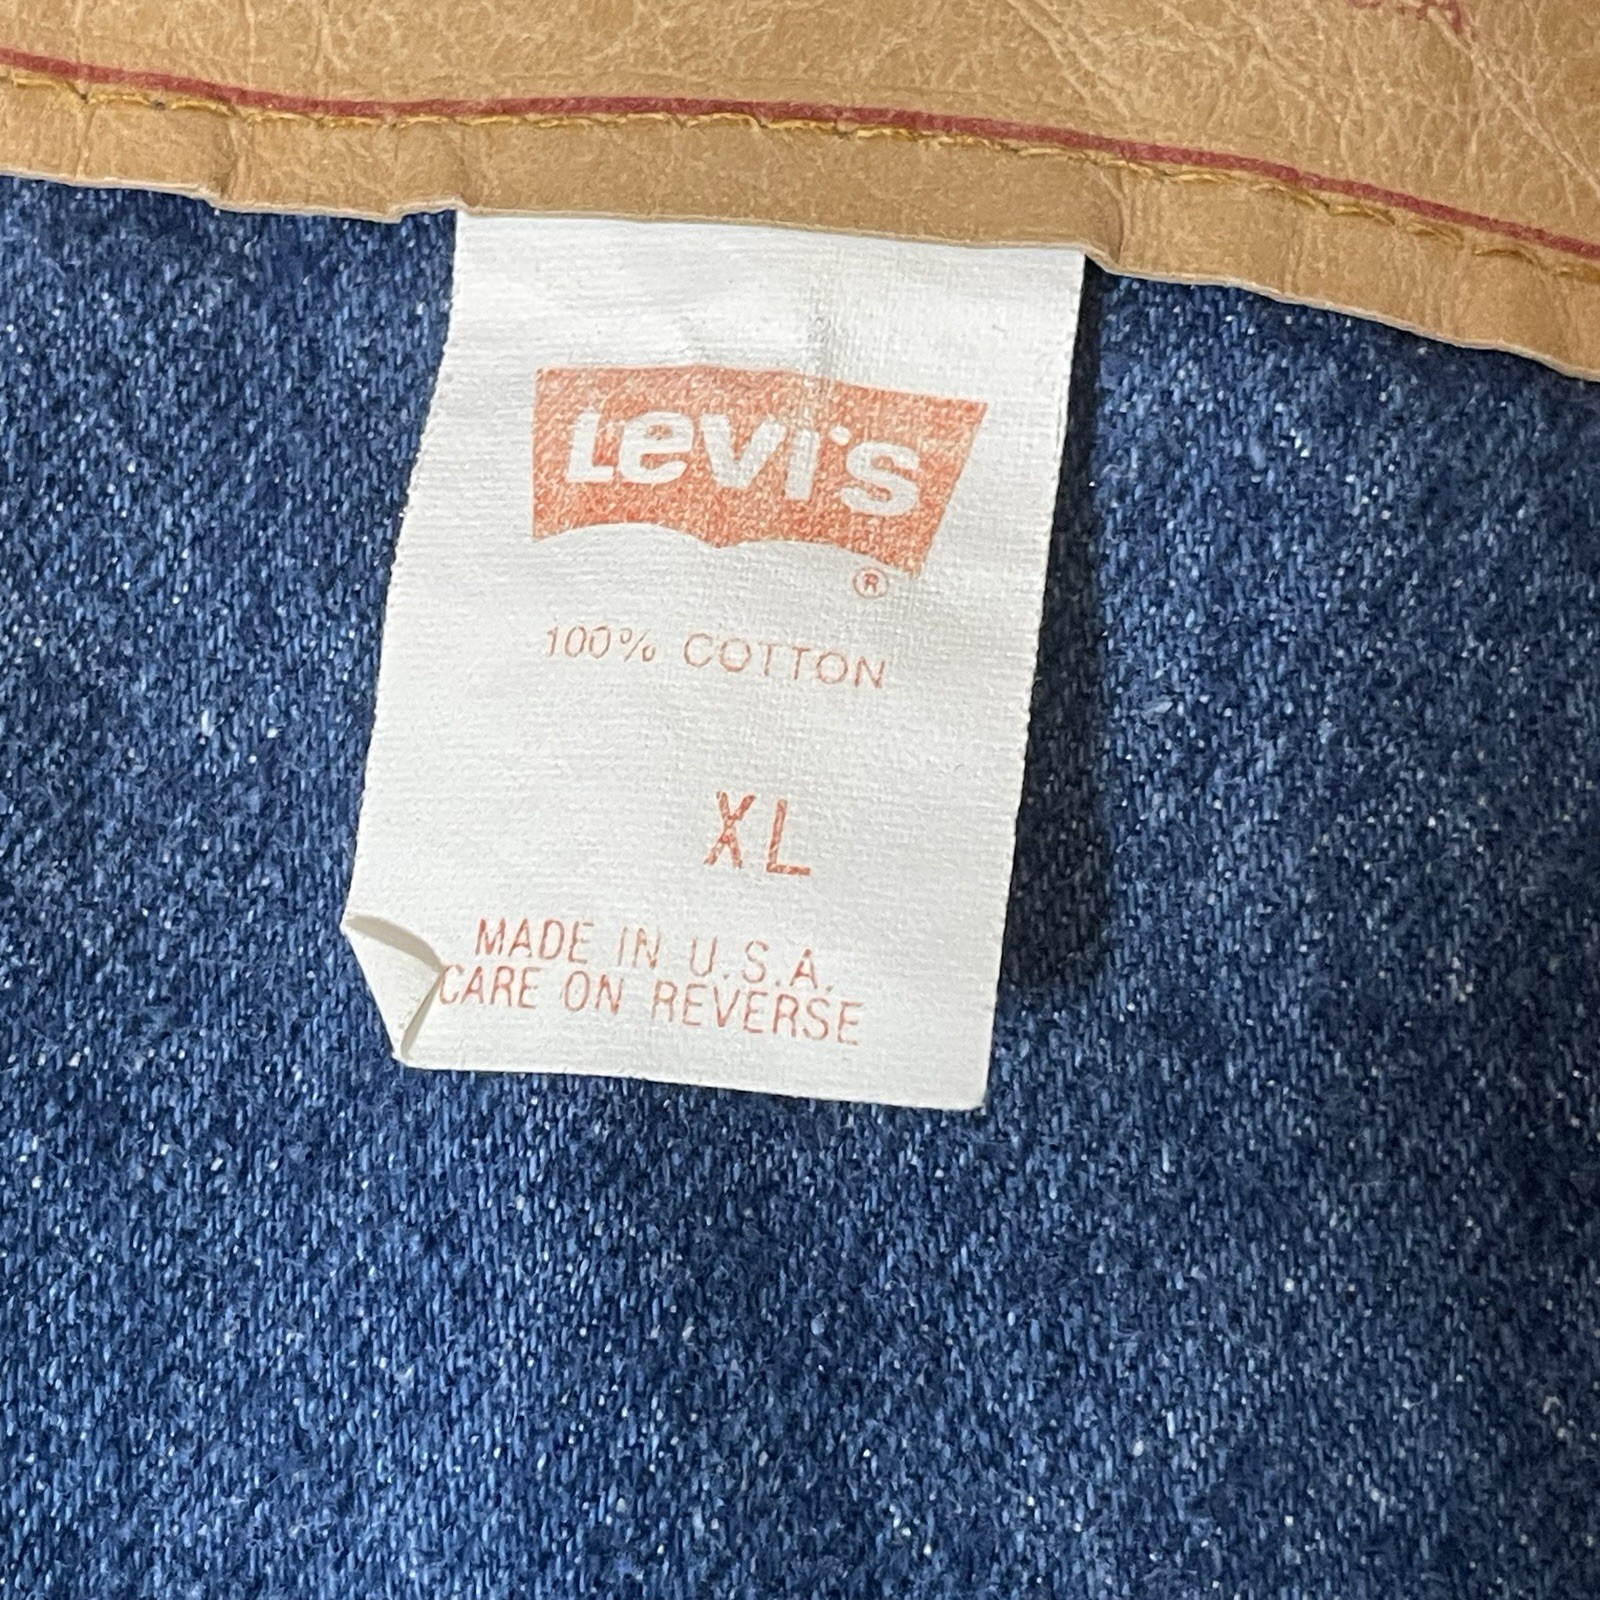 Levi's
®
100% COTTON
XL
MADE IN U.S.A.
CARE ON REVERSE